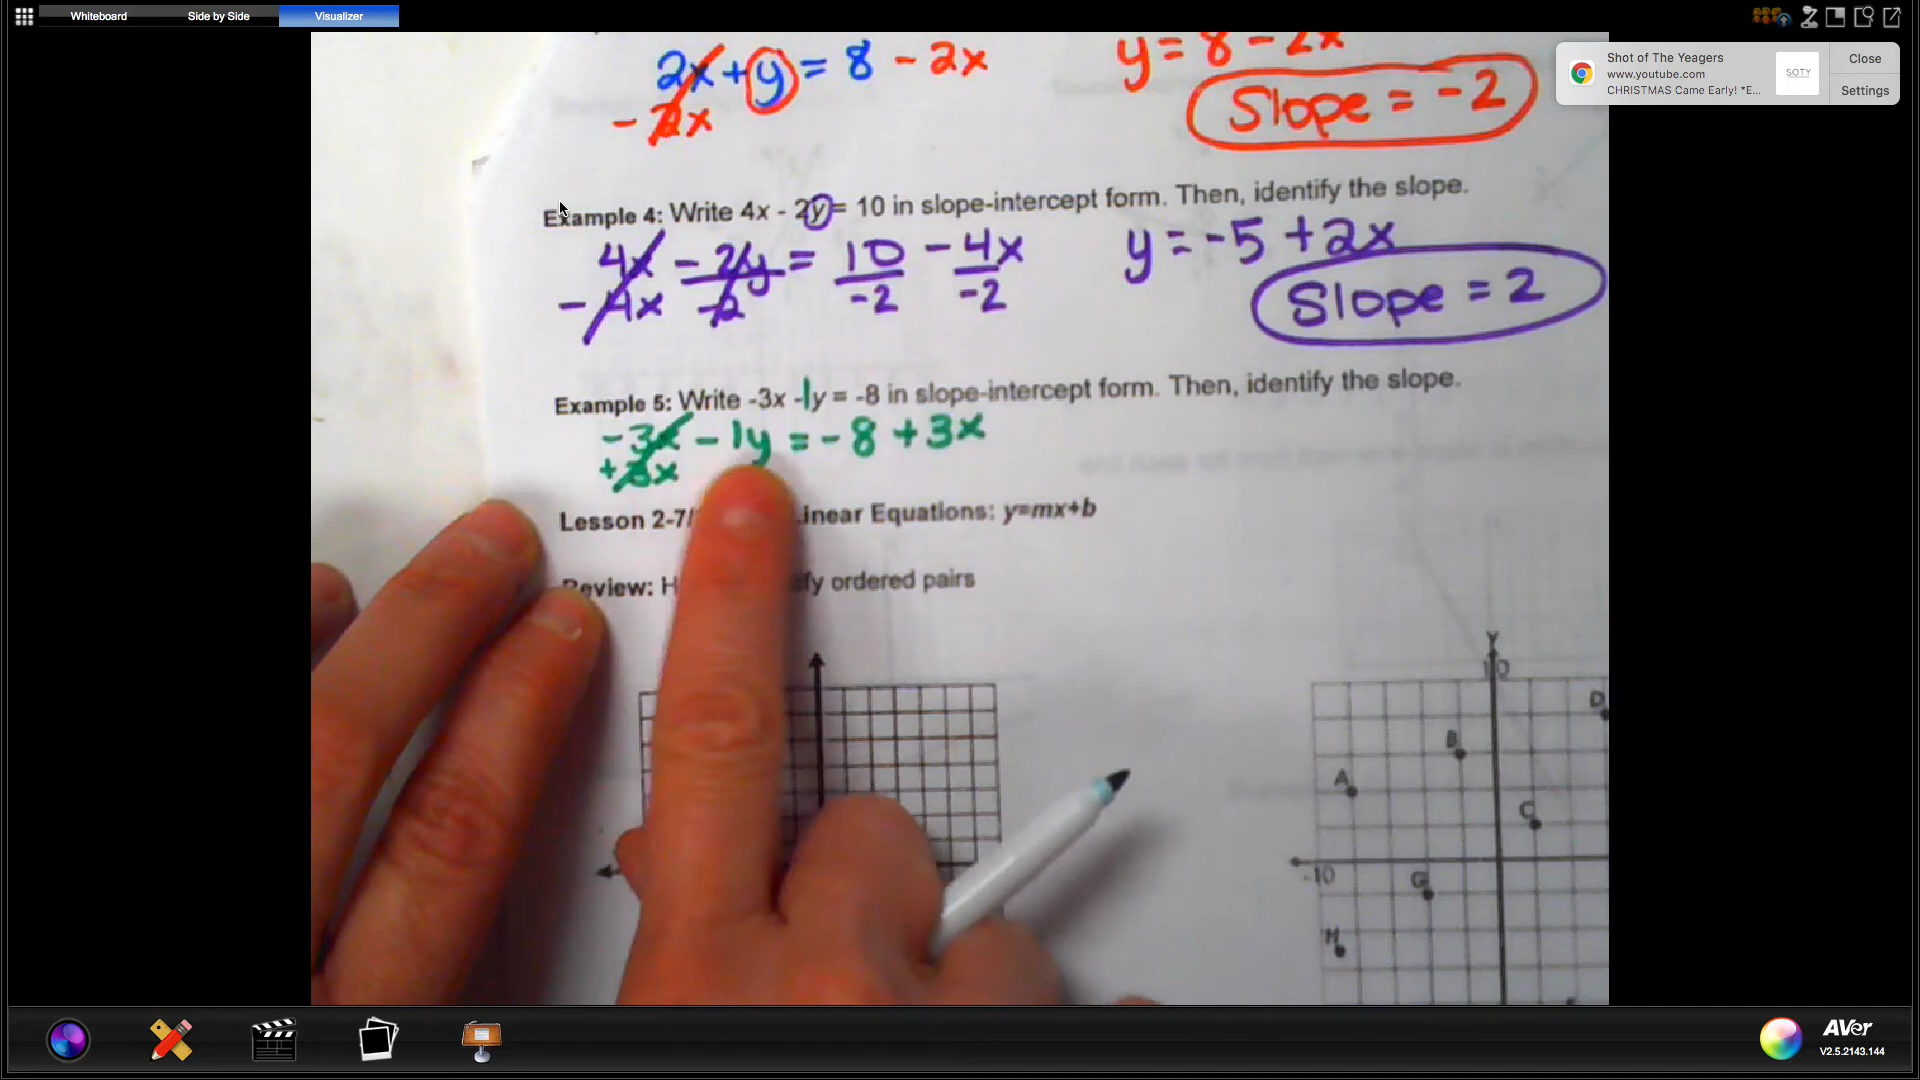 Whiteboard Side by Side Visualizer
Shot of The Yeagers
www.youtube.com
CHRISTMAS Came Early! *E...
SOTY
Close
Settings
2x + y = 8 - 2x
- 2x
y = 8 - 2x
Slope = -2
Example 4: Write 4x - 2y = 10 in slope-intercept form. Then, identify the slope.
4x - 2y = 10 - 4x
- 4x -2 -2 -2
y = -5 + 2x
Slope = 2
Example 5: Write -3x -1y = -8 in slope-intercept form. Then, identify the slope.
-3x - 1y = -8 + 3x
+3x
Lesson 2-7/ Linear Equations: y=mx+b
Review: ordered pairs
Y
10
D
B
A
C
-10
G
H
AVer
V2.5.2143.144